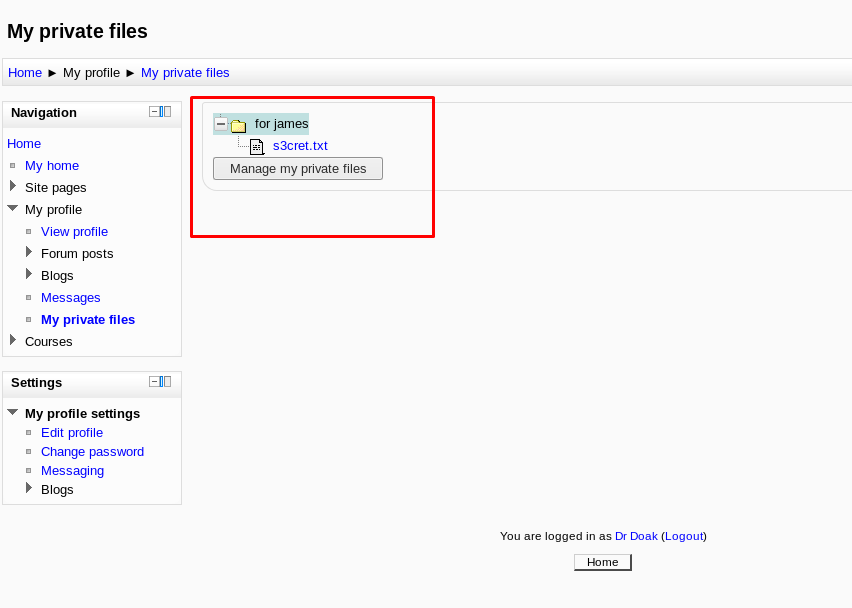 My private files
Home ► My profile ► My private files
Navigation
Home
My home
Site pages
My profile
View profile
Forum posts
Blogs
Messages
My private files
Courses
Settings
My profile settings
Edit profile
Change password
Messaging
Blogs
for james
s3cret.txt
Manage my private files
You are logged in as Dr Doak (Logout)
Home